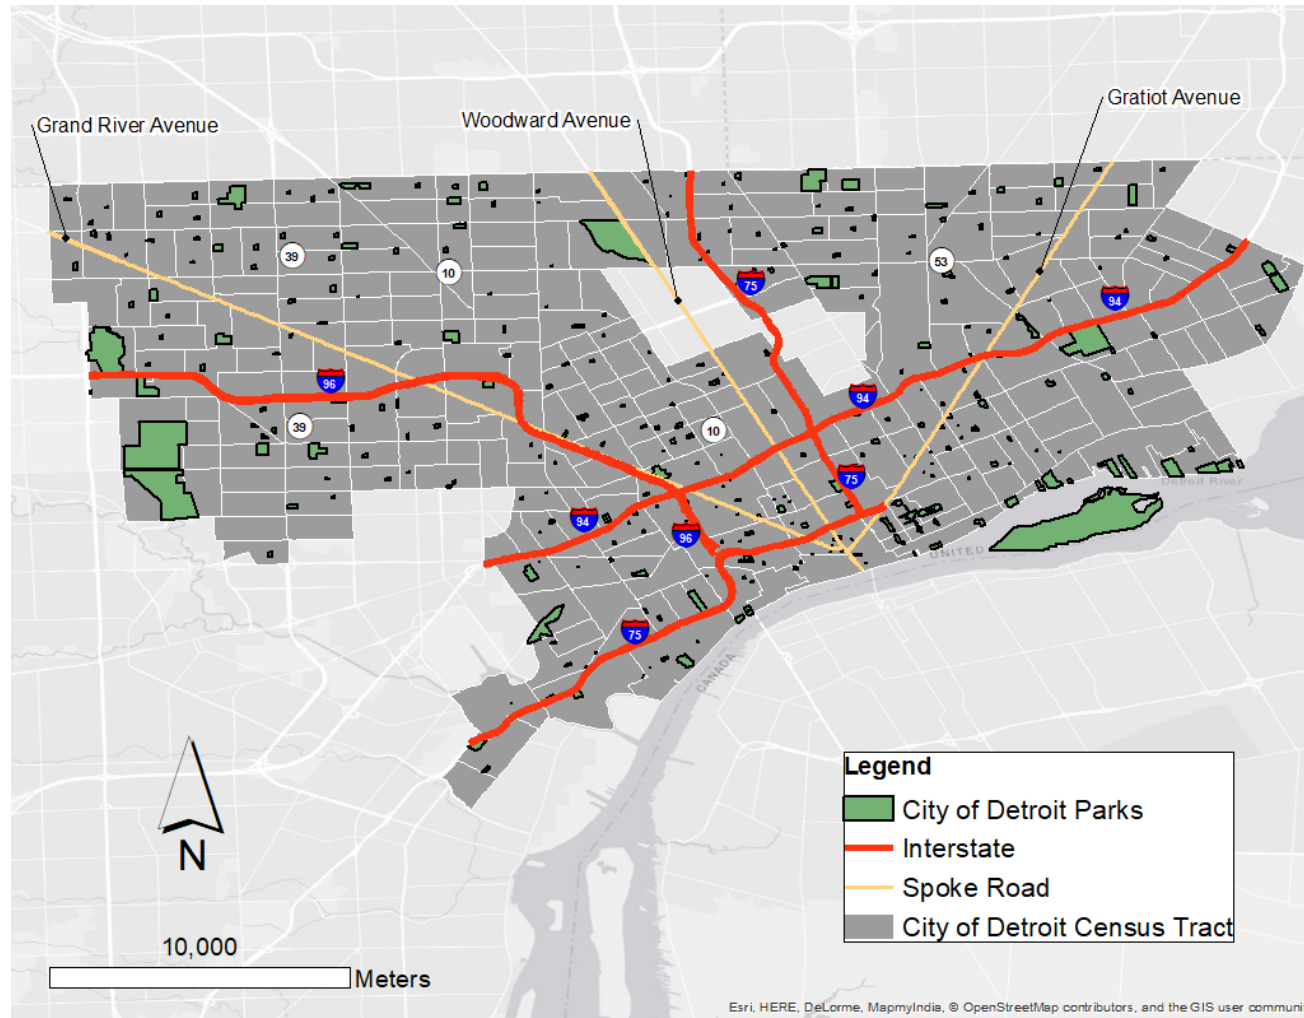 Gratiot Avenue
Woodward Avenue
Grand River Avenue
39
10
53
75
94
96
94
39
10
75
Detroit River
94
96
UNITED
75
CANADA
N
10,000
Meters
Legend
City of Detroit Parks
Interstate
Spoke Road
City of Detroit Census Tract
Esri, HERE, DeLorme, MapmyIndia, © OpenStreetMap contributors, and the GIS user communi